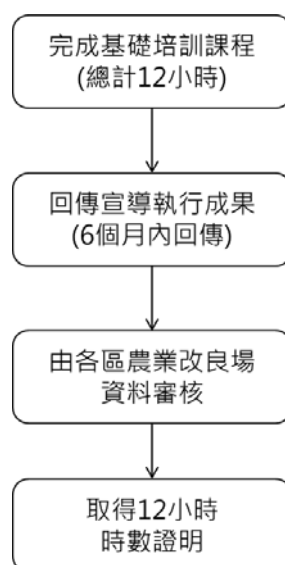 完成基礎培訓課程
(總計12小時)
回傳宣導執行成果
(6個月內回傳)
由各區農業改良場
資料審核
取得12小時
時數證明